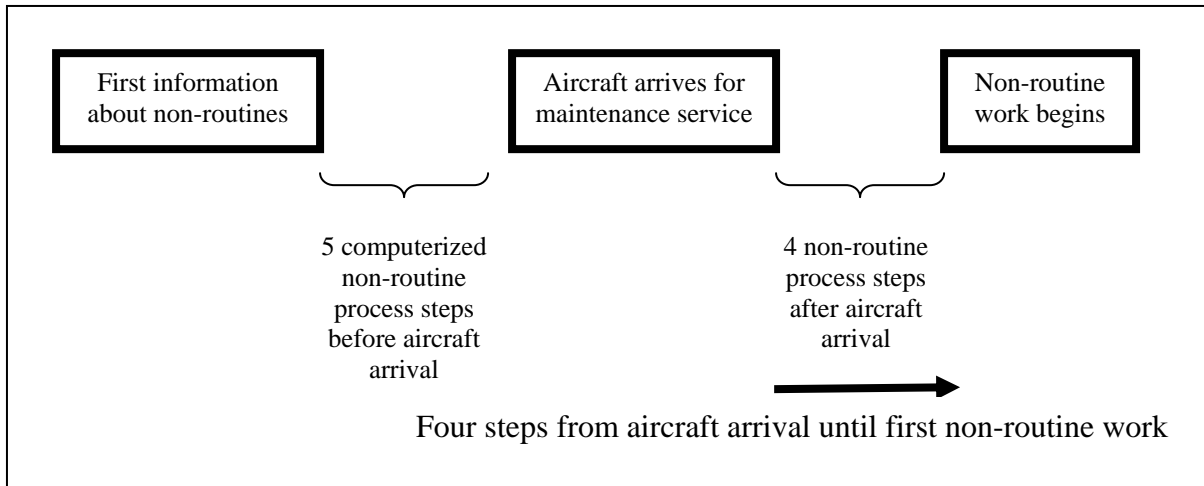 First information
about non-routines
Aircraft arrives for
maintenance service
Non-routine
work begins
5 computerized
non-routine
process steps
before aircraft
arrival
4 non-routine
process steps
after aircraft
arrival
Four steps from aircraft arrival until first non-routine work